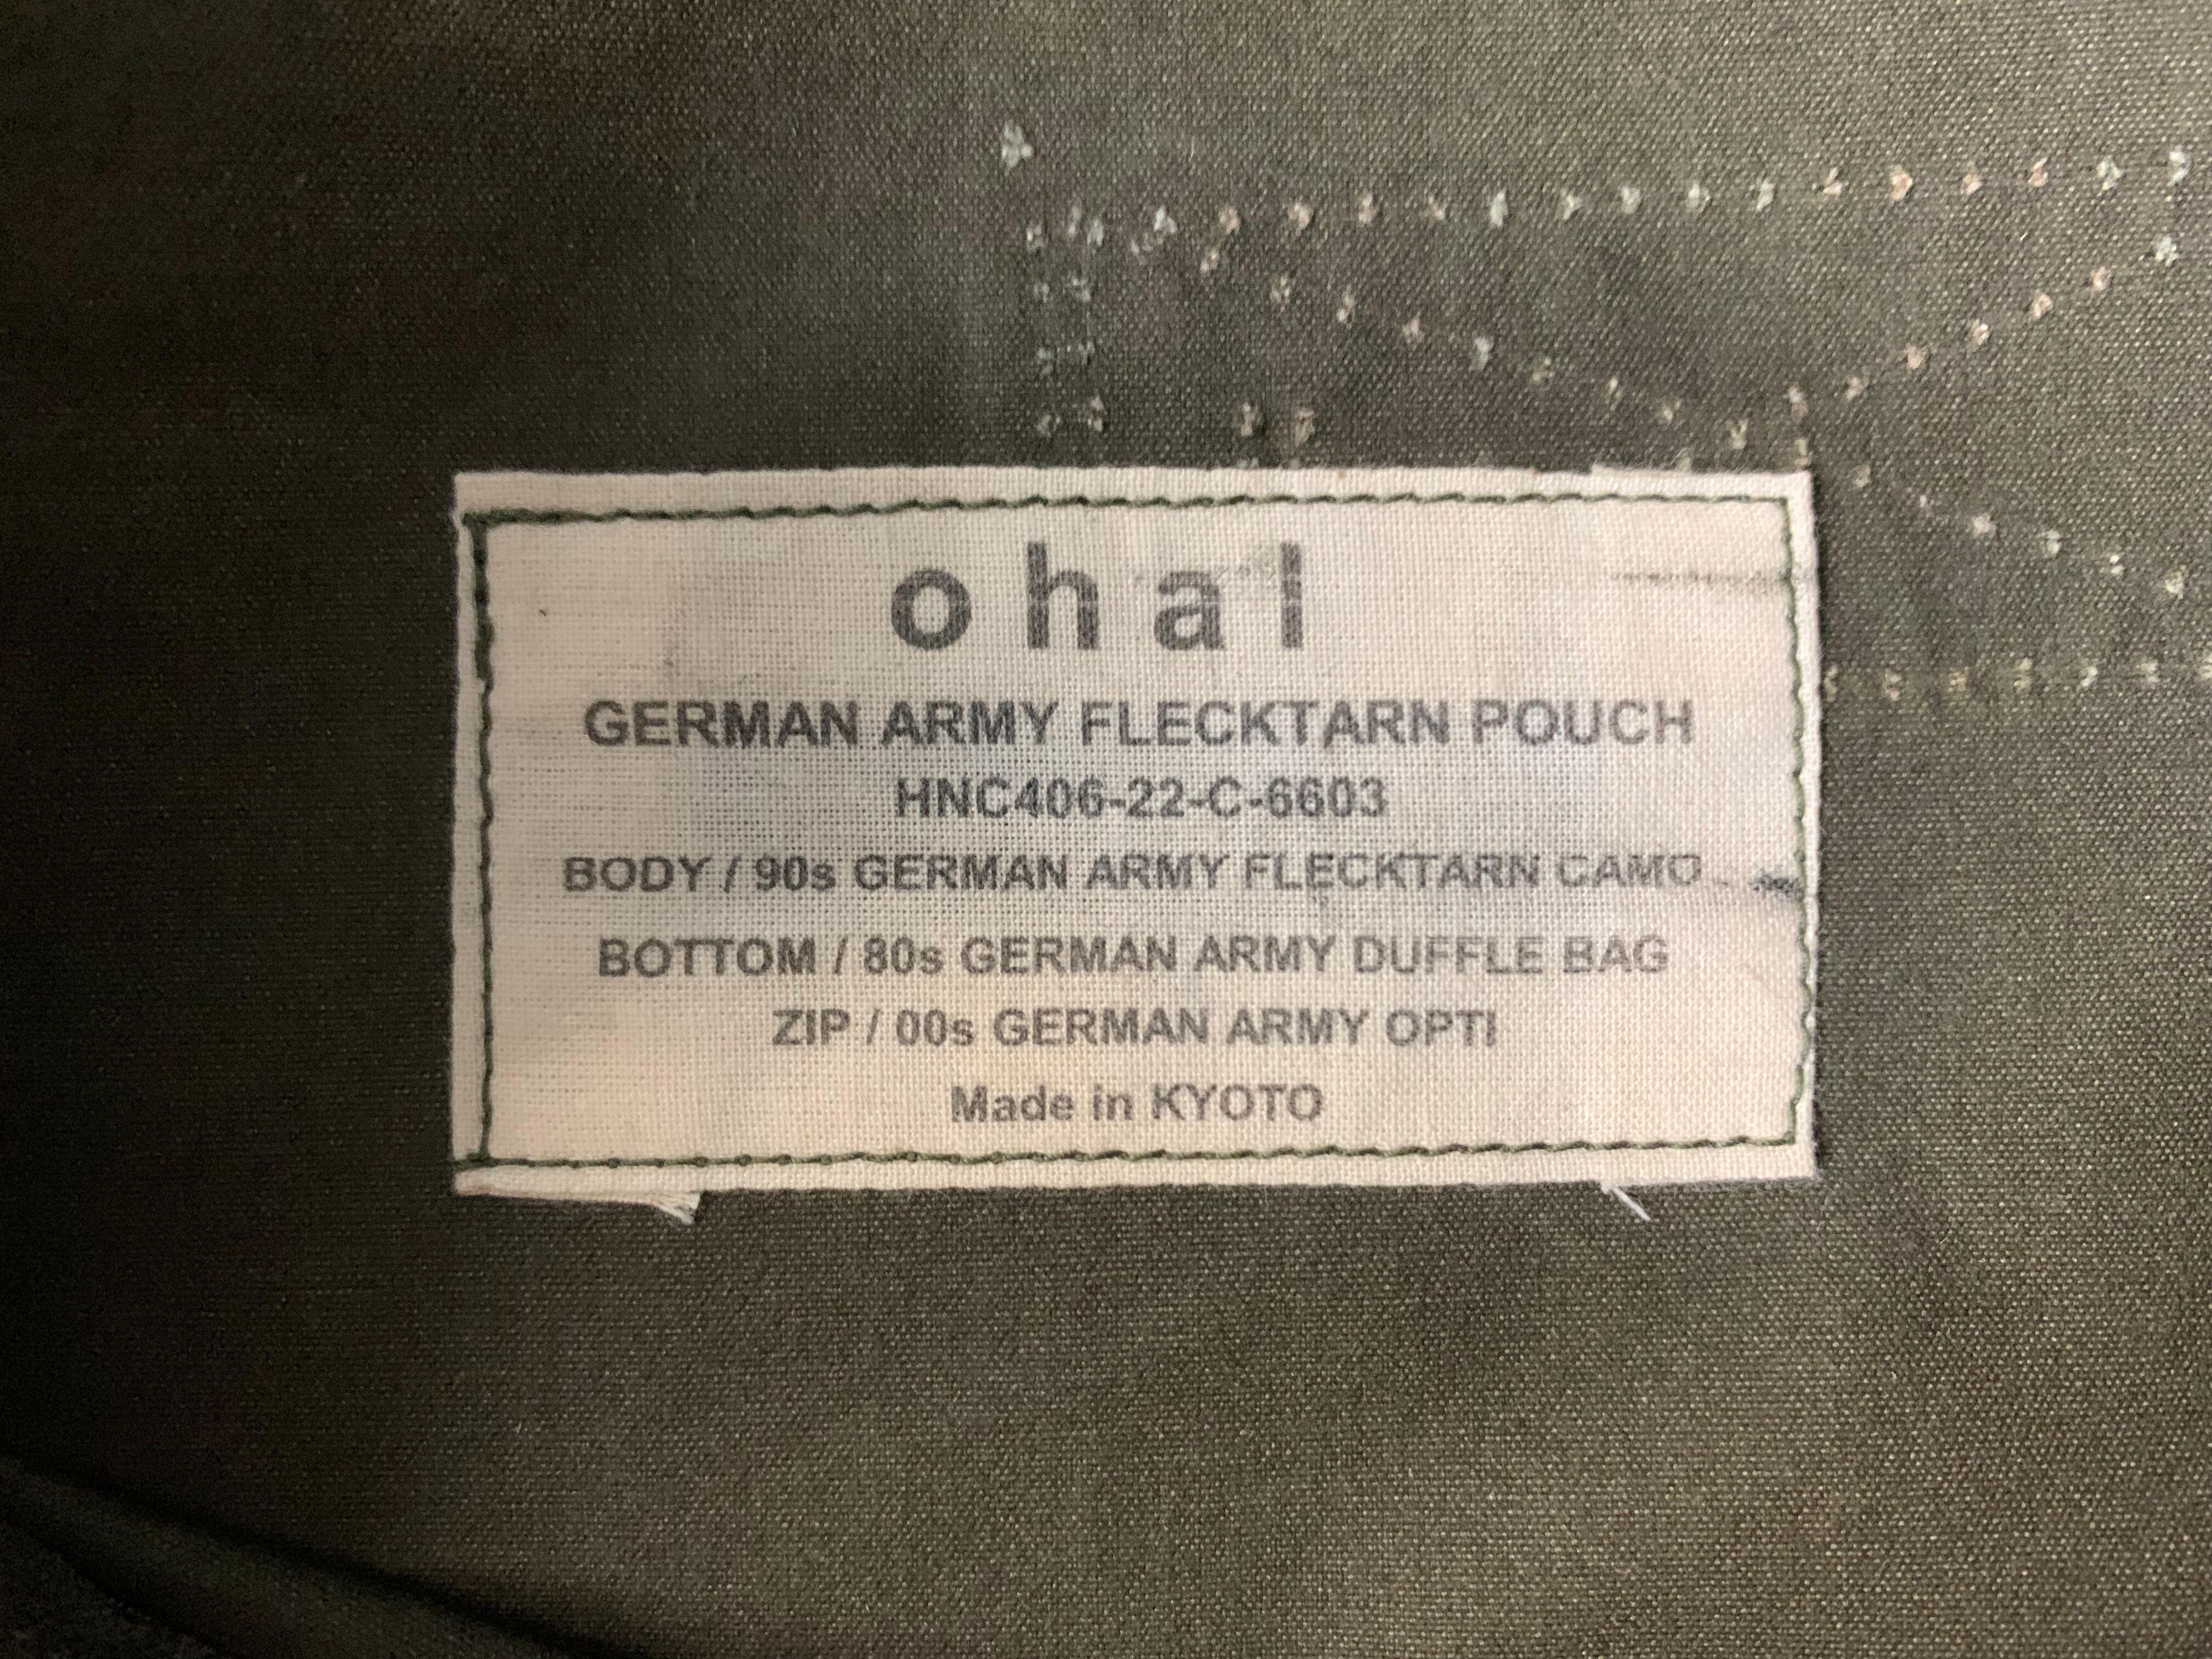 ohal
GERMAN ARMY FLECKTARN POUCH
HNC406-22-C-6603
BODY / 90s GERMAN ARMY FLECKTARN CAMO
BOTTOM / 80s GERMAN ARMY DUFFLE BAG
ZIP / 00s GERMAN ARMY OPTI
Made in KYOTO